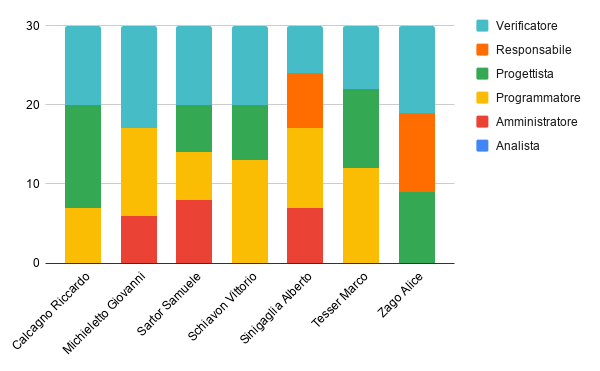 30
20
10
0
Calcagno Riccardo
Michieletto Giovanni
Sartor Samuele
Schiavon Vittorio
Sinigaglia Alberto
Tesser Marco
Zago Alice
Verificatore
Responsabile
Progettista
Programmatore
Amministratore
Analista